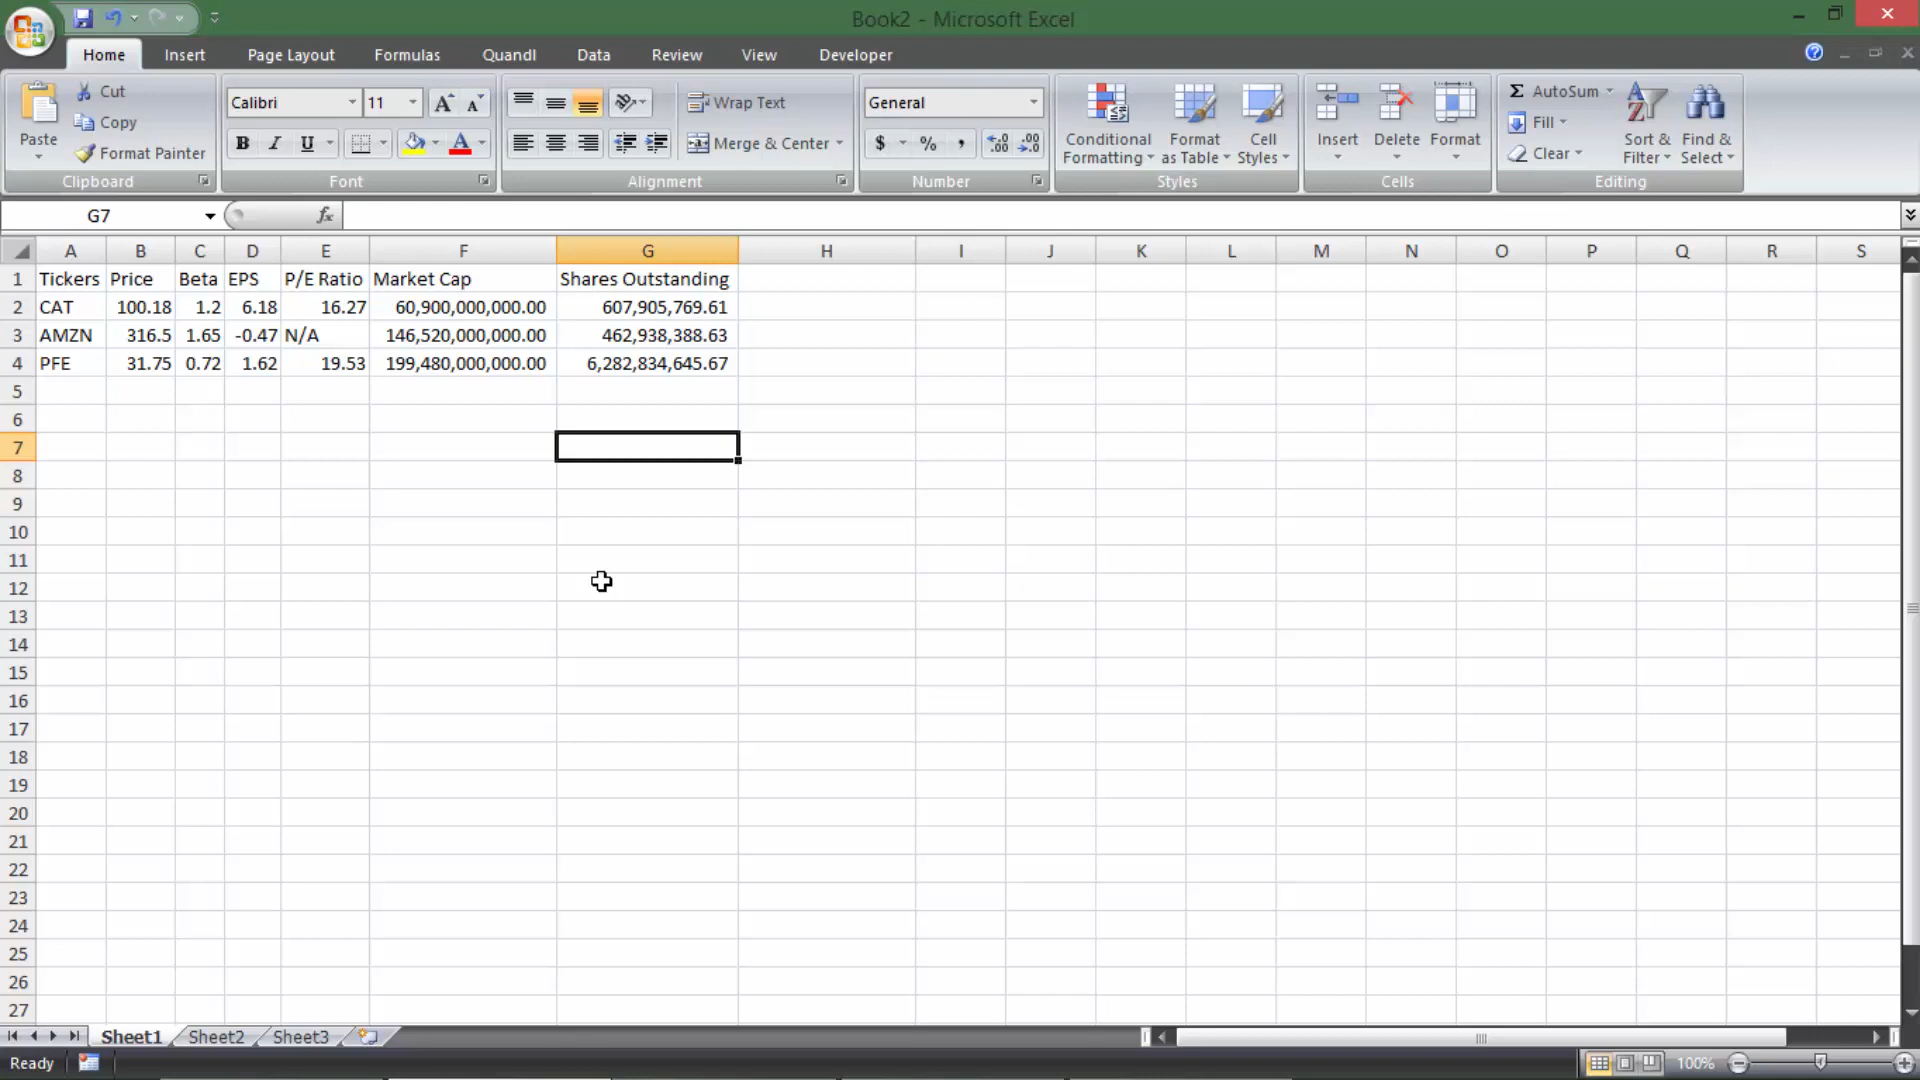 Book2 - Microsoft Excel
Home Insert Page Layout Formulas Quandl Data Review View Developer
Cut
Copy
Format Painter
Paste
Clipboard
Calibri 11
B I U
Font
Wrap Text
Merge & Center
Alignment
General
$ % ,
Number
Conditional Formatting
Format as Table
Cell Styles
Styles
Insert Delete Format
Cells
AutoSum
Fill
Clear
Sort & Filter
Find & Select
Editing
G7 fx
A B C D E F G H I J K L M N O P Q R S
1 Tickers Price Beta EPS P/E Ratio Market Cap Shares Outstanding
2 CAT 100.18 1.2 6.18 16.27 60,900,000,000.00 607,905,769.61
3 AMZN 316.5 1.65 -0.47 N/A 146,520,000,000.00 462,938,388.63
4 PFE 31.75 0.72 1.62 19.53 199,480,000,000.00 6,282,834,645.67
5
6
7
8
9
10
11
12
13
14
15
16
17
18
19
20
21
22
23
24
25
26
27
Sheet1 Sheet2 Sheet3
Ready 100%